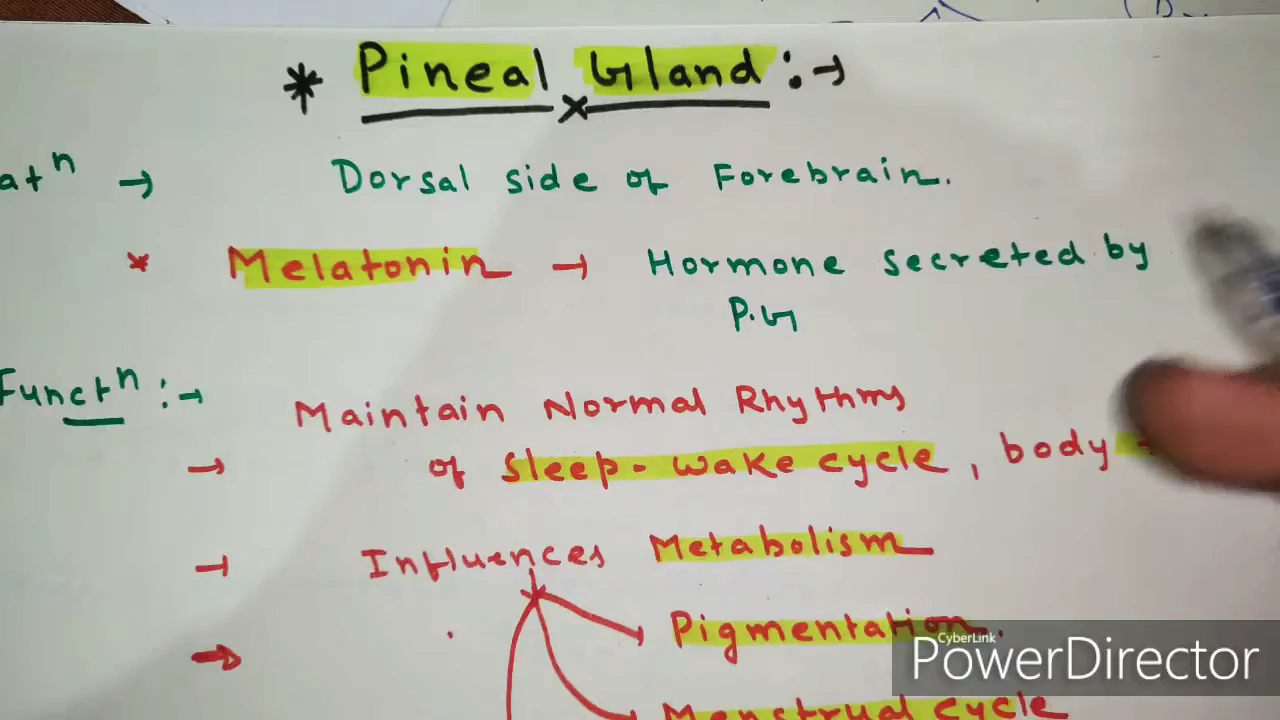 * Pineal Gland :→
atⁿ → Dorsal side of Forebrain.
* Melatonin → Hormone secreted by
P.G
Functⁿ :→ Maintain Normal Rhythms
→ of sleep-wake cycle, body
→ Influences Metabolism
→ Pigmentation.
Menstrual cycle
CyberLink
PowerDirector